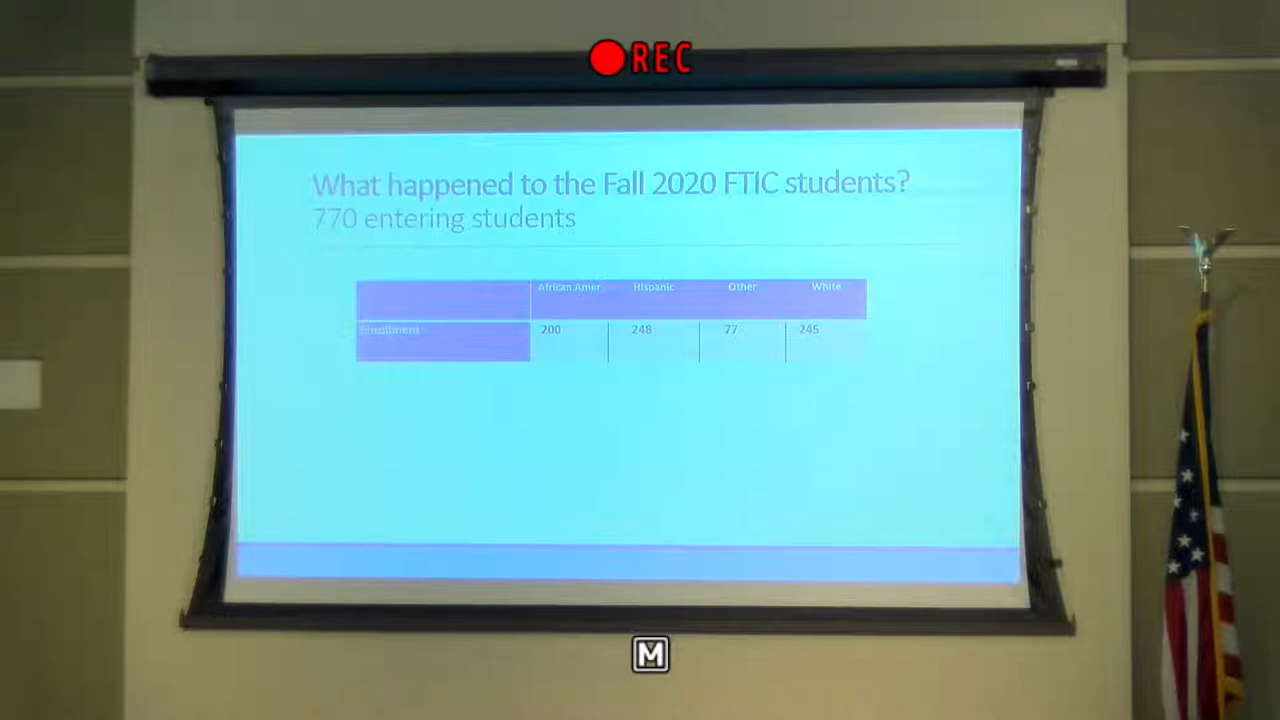 REC
What happened to the Fall 2020 FTIC students?
770 entering students
African Amer Hispanic Other White
Enrollment 200 248 77 245
M